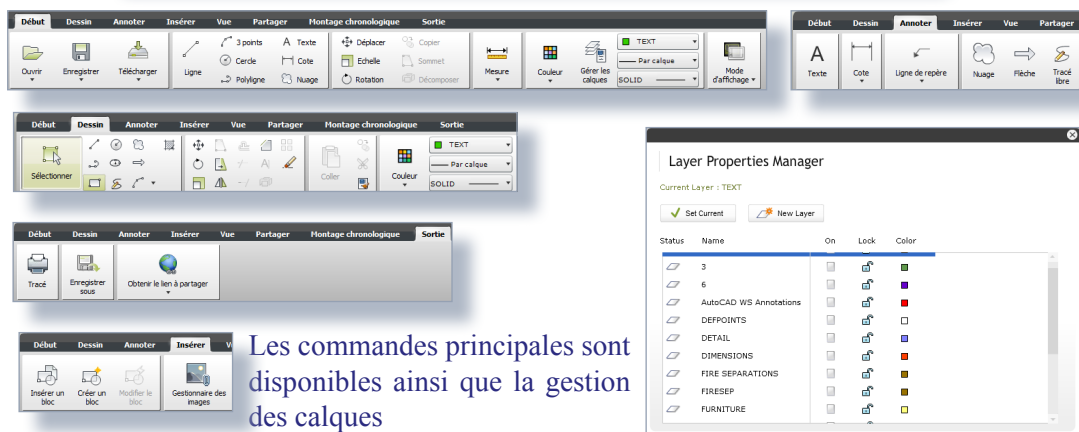 Début Dessin Annoter Insérer Vue Partager Montage chronologique Sortie
3 points A Texte Déplacer Copier TEXT
Cercle Cote Echelle Sommet Par calque
Polyligne Nuage Rotation Décomposer SOLID
Ouvrir Enregistrer Télécharger Ligne Mesure Couleur Gérer les calques Mode d'affichage
Début Dessin Annoter Insérer Vue Partager
A
Texte Cote Ligne de repère Nuage Flèche Tracé libre
Début Dessin Annoter Insérer Vue Partager Montage chronologique Sortie
TEXT
Par calque
Sélectionner Coller Couleur SOLID
Début Dessin Annoter Insérer Vue Partager Montage chronologique Sortie
Tracé Enregistrer sous Obtenir le lien à partager
Début Dessin Annoter Insérer V
Insérer un bloc Créer un bloc Modifier le bloc Gestionnaire des images
Les commandes principales sont
disponibles ainsi que la gestion
des calques
Layer Properties Manager
Current Layer : TEXT
Set Current New Layer
Status Name On Lock Color
3
6
AutoCAD WS Annotations
DEFPOINTS
DETAIL
DIMENSIONS
FIRE SEPARATIONS
FIRESEP
FURNITURE